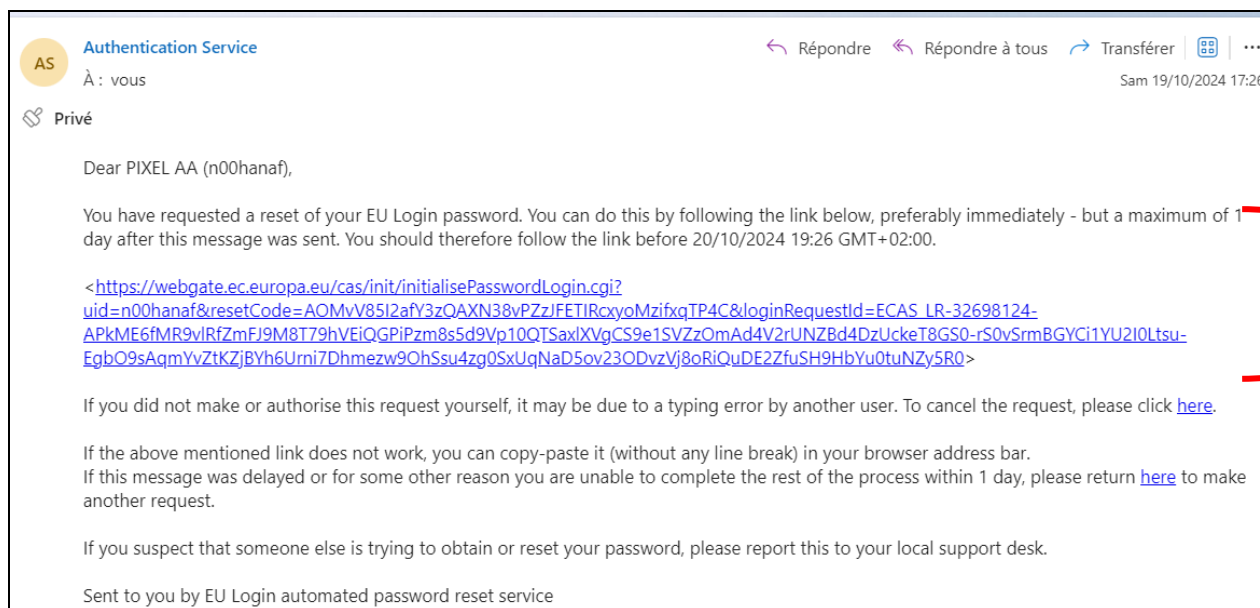 Authentication Service
Répondre Répondre à tous Transférer
AS
À : vous
Sam 19/10/2024 17:26
Privé
Dear PIXEL AA (n00hanaf),
You have requested a reset of your EU Login password. You can do this by following the link below, preferably immediately - but a maximum of 1
day after this message was sent. You should therefore follow the link before 20/10/2024 19:26 GMT+02:00.
<https://webgate.ec.europa.eu/cas/init/initialisePasswordLogin.cgi?
uid=n00hanaf&resetCode=AOMvV85I2afY3zQAXN38vPZzJFETIRcxyoMzifxqTP4C&loginRequestId=ECAS_LR-32698124-
APkME6fMR9vlRfZmFJ9M8T79hVEiQGPiPzm8s5d9Vp10QTSaxlXVgCS9e1SVZzOmAd4V2rUNZBd4DzUckeT8GS0-rS0vSrmBGYCi1YU2I0Ltsu-
EgbO9sAqmYvZtKZjBYh6Urni7Dhmezw9OhSsu4zg0SxUqNaD5ov23ODvzVj8oRiQuDE2ZfuSH9HbYu0tuNZy5R0>
If you did not make or authorise this request yourself, it may be due to a typing error by another user. To cancel the request, please click here.
If the above mentioned link does not work, you can copy-paste it (without any line break) in your browser address bar.
If this message was delayed or for some other reason you are unable to complete the rest of the process within 1 day, please return here to make
another request.
If you suspect that someone else is trying to obtain or reset your password, please report this to your local support desk.
Sent to you by EU Login automated password reset service